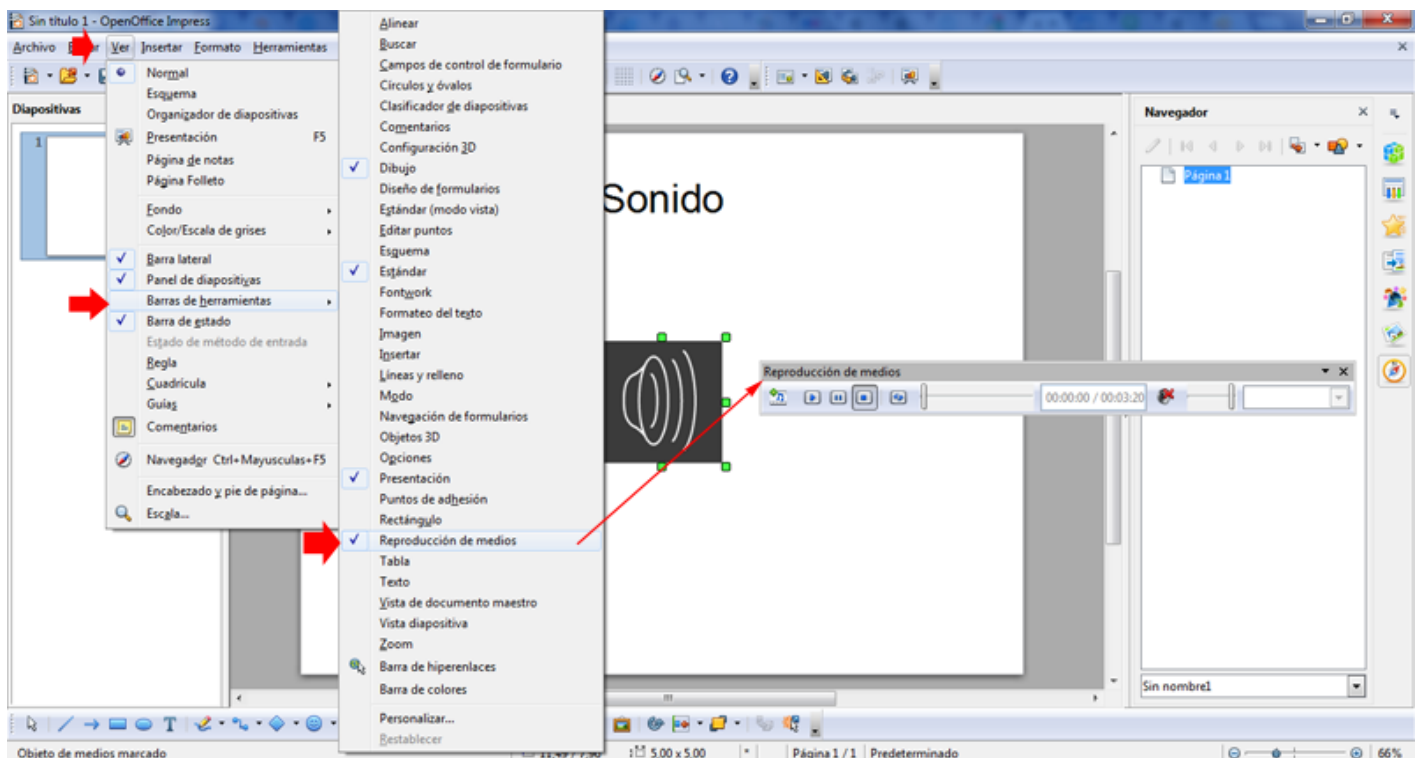 Sin título 1 - OpenOffice Impress
Archivo Ver Insertar Formato Herramientas
Diapositivas
1
Normal
Esquema
Organizador de diapositivas
Presentación F5
Página de notas
Página Folleto
Fondo
Color/Escala de grises
Barra lateral
Panel de diapositivas
Barras de herramientas
Barra de estado
Estado de método de entrada
Regla
Cuadrícula
Guías
Comentarios
Navegador Ctrl+Mayusculas+F5
Encabezado y pie de página...
Escala...
Alinear
Buscar
Campos de control de formulario
Círculos y óvalos
Clasificador de diapositivas
Comentarios
Configuración 3D
Dibujo
Diseño de formularios
Estándar (modo vista)
Editar puntos
Esquema
Estándar
Fontwork
Formateo del texto
Imagen
Insertar
Líneas y relleno
Modo
Navegación de formularios
Objetos 3D
Opciones
Presentación
Puntos de adhesión
Rectángulo
Reproducción de medios
Tabla
Texto
Vista de documento maestro
Vista diapositiva
Zoom
Barra de hiperenlaces
Barra de colores
Personalizar...
Restablecer
Sonido
Reproducción de medios
00:00:00 / 00:03:20
Navegador
Página 1
Sin nombre1
Objeto de medios marcado
5.00 x 5.00 * Página 1 / 1 Predeterminado 66%